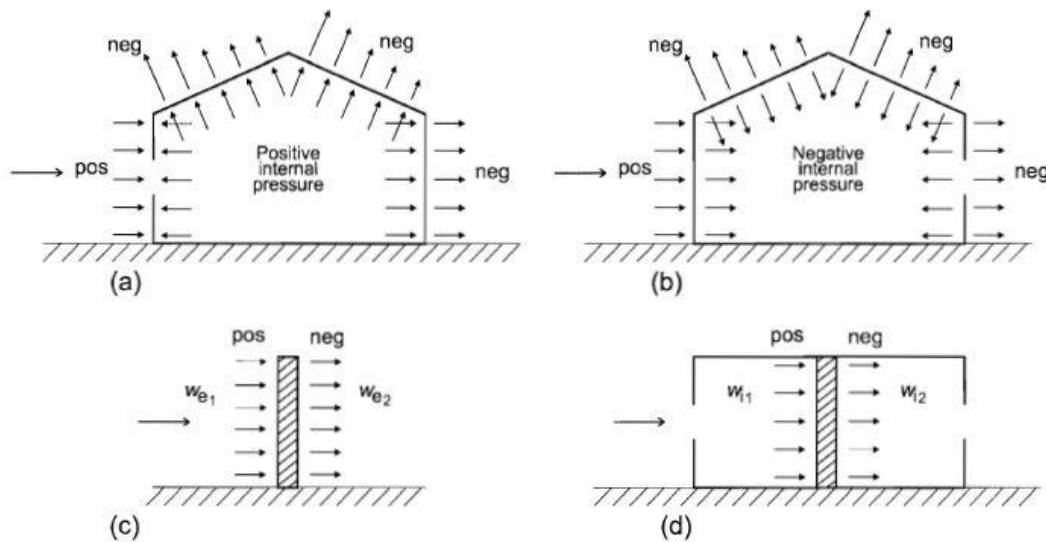 neg
neg
pos
Positive
internal
pressure
neg
(a)
neg
neg
pos
Negative
internal
pressure
neg
(b)
pos
neg
we1
we2
(c)
pos
neg
wi1
wi2
(d)